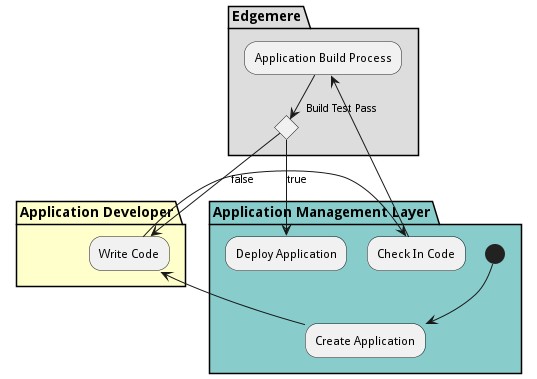 Edgemere
Application Build Process
Build Test Pass
false
true
Application Developer
Application Management Layer
Write Code
Deploy Application
Check In Code
Create Application